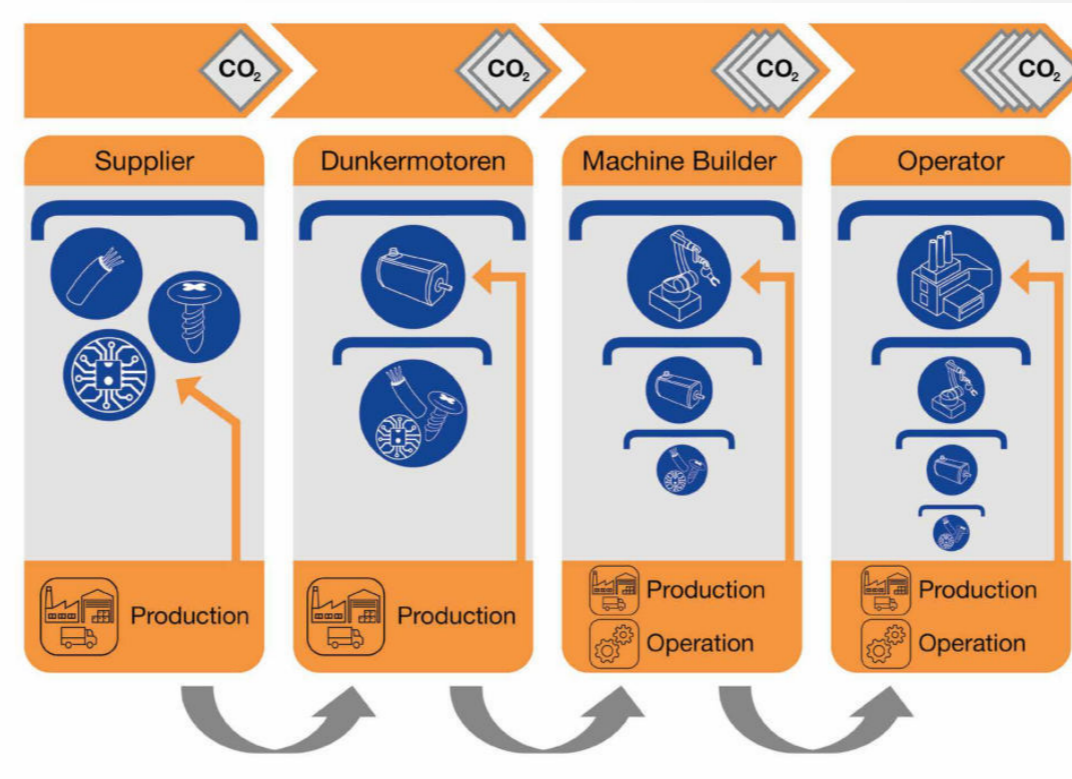 CO₂
CO₂
CO₂
CO₂
Supplier
Dunkermotoren
Machine Builder
Operator
Production
Production
Production
Operation
Production
Operation